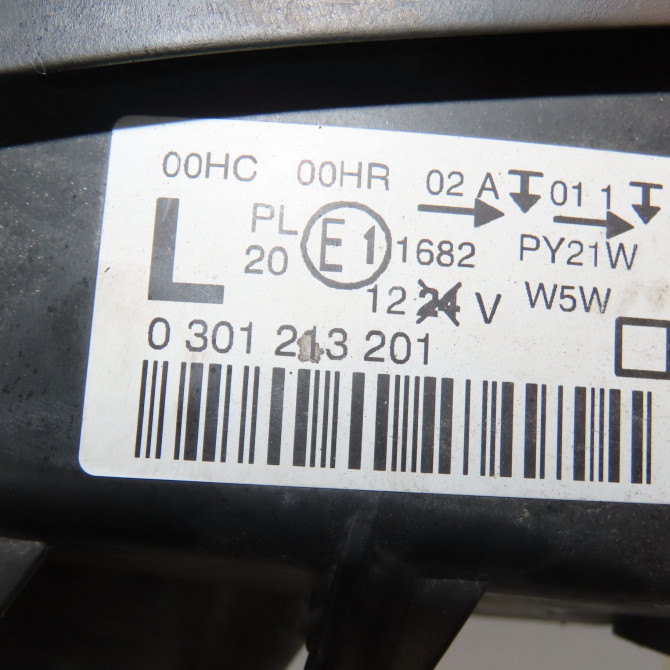 00HC 00HR 02 A 01 1
L PL E1 1682 PY21W
20 12 24 V W5W
0 301 213 201